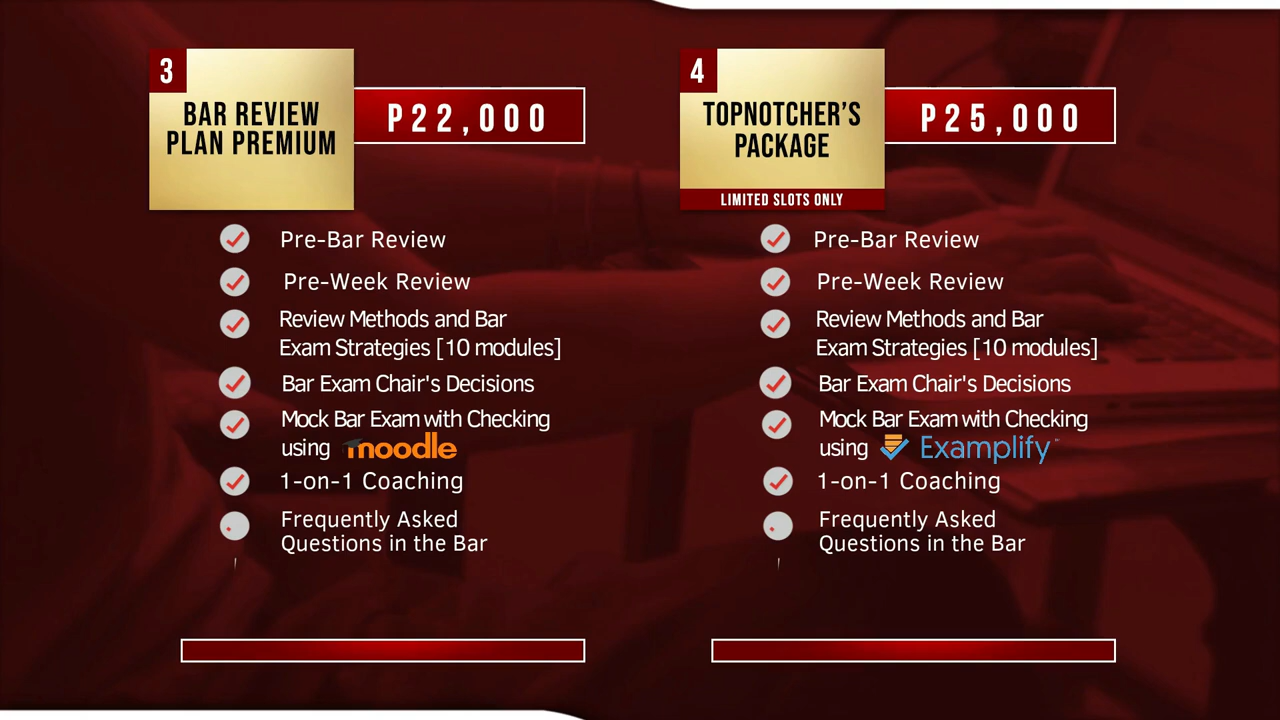 3
BAR REVIEW
PLAN PREMIUM
P22,000
Pre-Bar Review
Pre-Week Review
Review Methods and Bar
Exam Strategies [10 modules]
Bar Exam Chair's Decisions
Mock Bar Exam with Checking
using moodle
1-on-1 Coaching
Frequently Asked
Questions in the Bar
4
TOPNOTCHER'S
PACKAGE
LIMITED SLOTS ONLY
P25,000
Pre-Bar Review
Pre-Week Review
Review Methods and Bar
Exam Strategies [10 modules]
Bar Exam Chair's Decisions
Mock Bar Exam with Checking
using Examplify
1-on-1 Coaching
Frequently Asked
Questions in the Bar